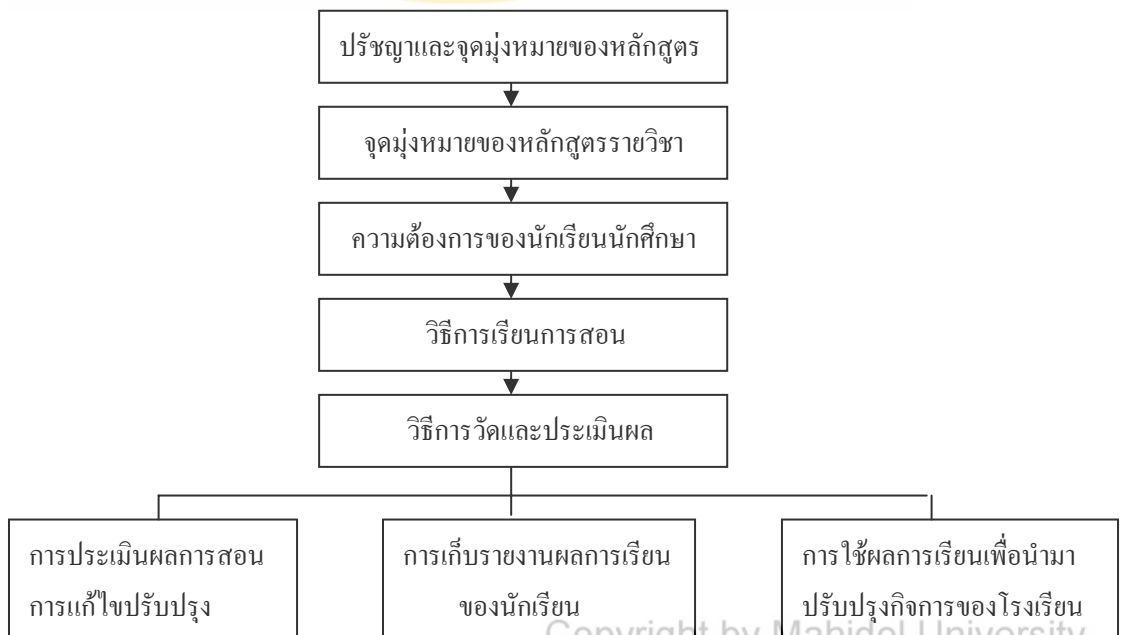 ปรัชญาและจุดมุ่งหมายของหลักสูตร
จุดมุ่งหมายของหลักสูตรรายวิชา
ความต้องการของนักเรียนนักศึกษา
วิธีการเรียนการสอน
วิธีการวัดและประเมินผล
การประเมินผลการสอน
การแก้ไขปรับปรุง
การเก็บรายงานผลการเรียน
ของนักเรียน
การใช้ผลการเรียนเพื่อนำมา
ปรับปรุงกิจการของโรงเรียน
Copyright by Mahidol University